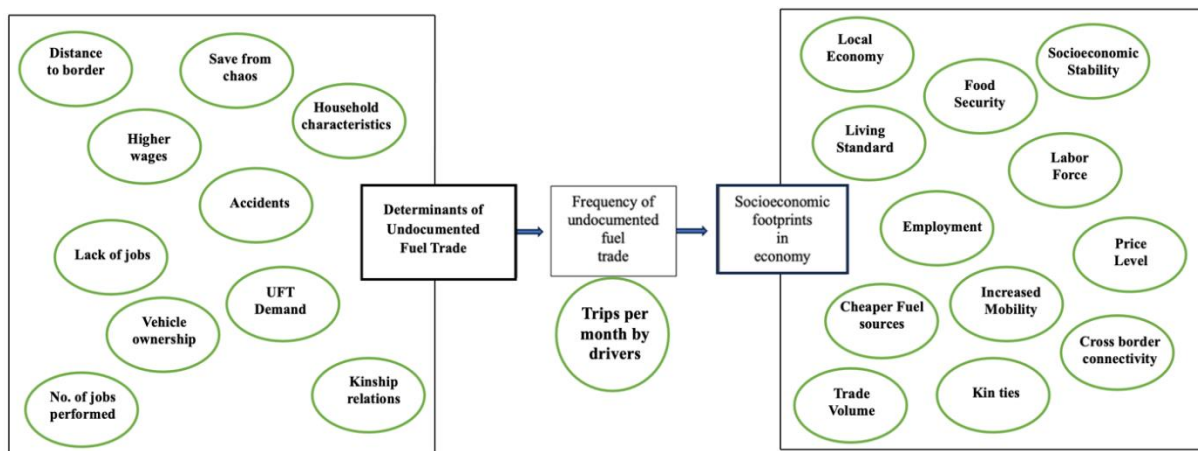 Distance
to border
Save from
chaos
Household
characteristics
Higher
wages
Accidents
Lack of jobs
UFT
Demand
Vehicle
ownership
No. of jobs
performed
Kinship
relations
Determinants of
Undocumented
Fuel Trade
Frequency of
undocumented
fuel
trade
Trips per
month by
drivers
Socioeconomic
footprints
in
economy
Local
Economy
Socioeconomic
Stability
Food
Security
Living
Standard
Labor
Force
Employment
Price
Level
Cheaper Fuel
sources
Increased
Mobility
Cross border
connectivity
Trade
Volume
Kin ties